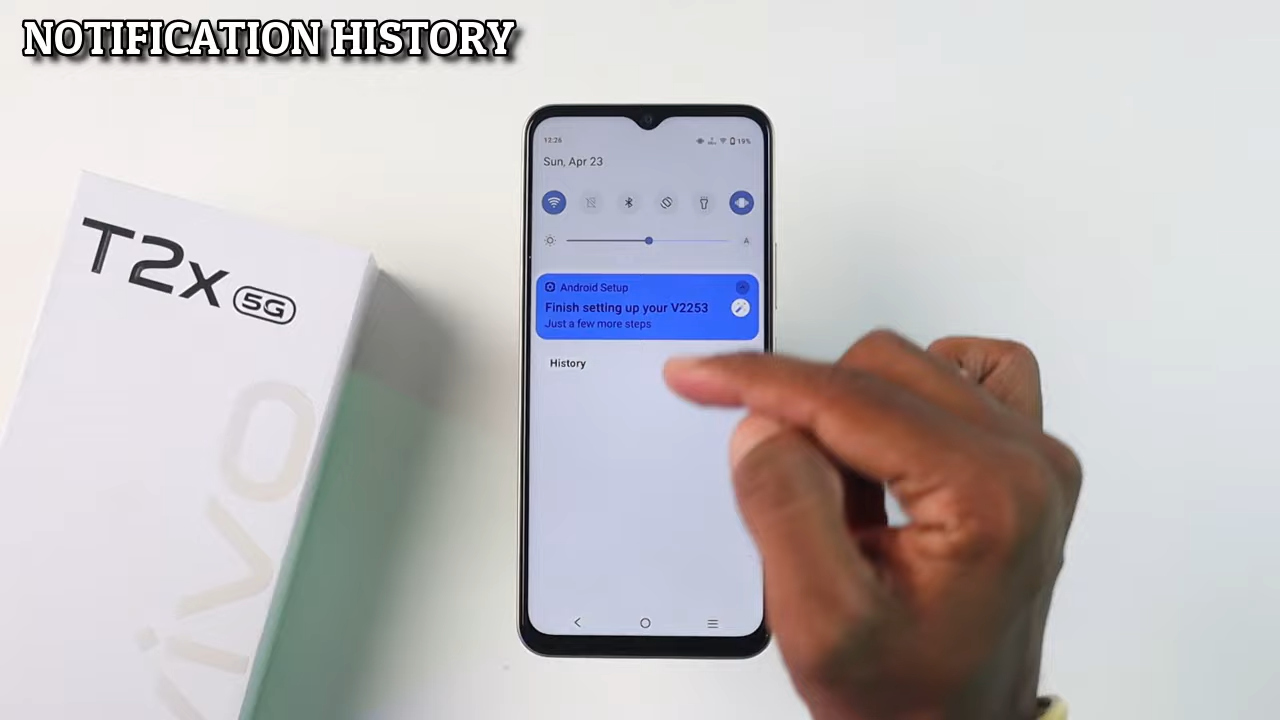 NOTIFICATION HISTORY
T2x 5G
vivo
12:26
19%
Sun, Apr 23
A
Android Setup
Finish setting up your V2253
Just a few more steps
History